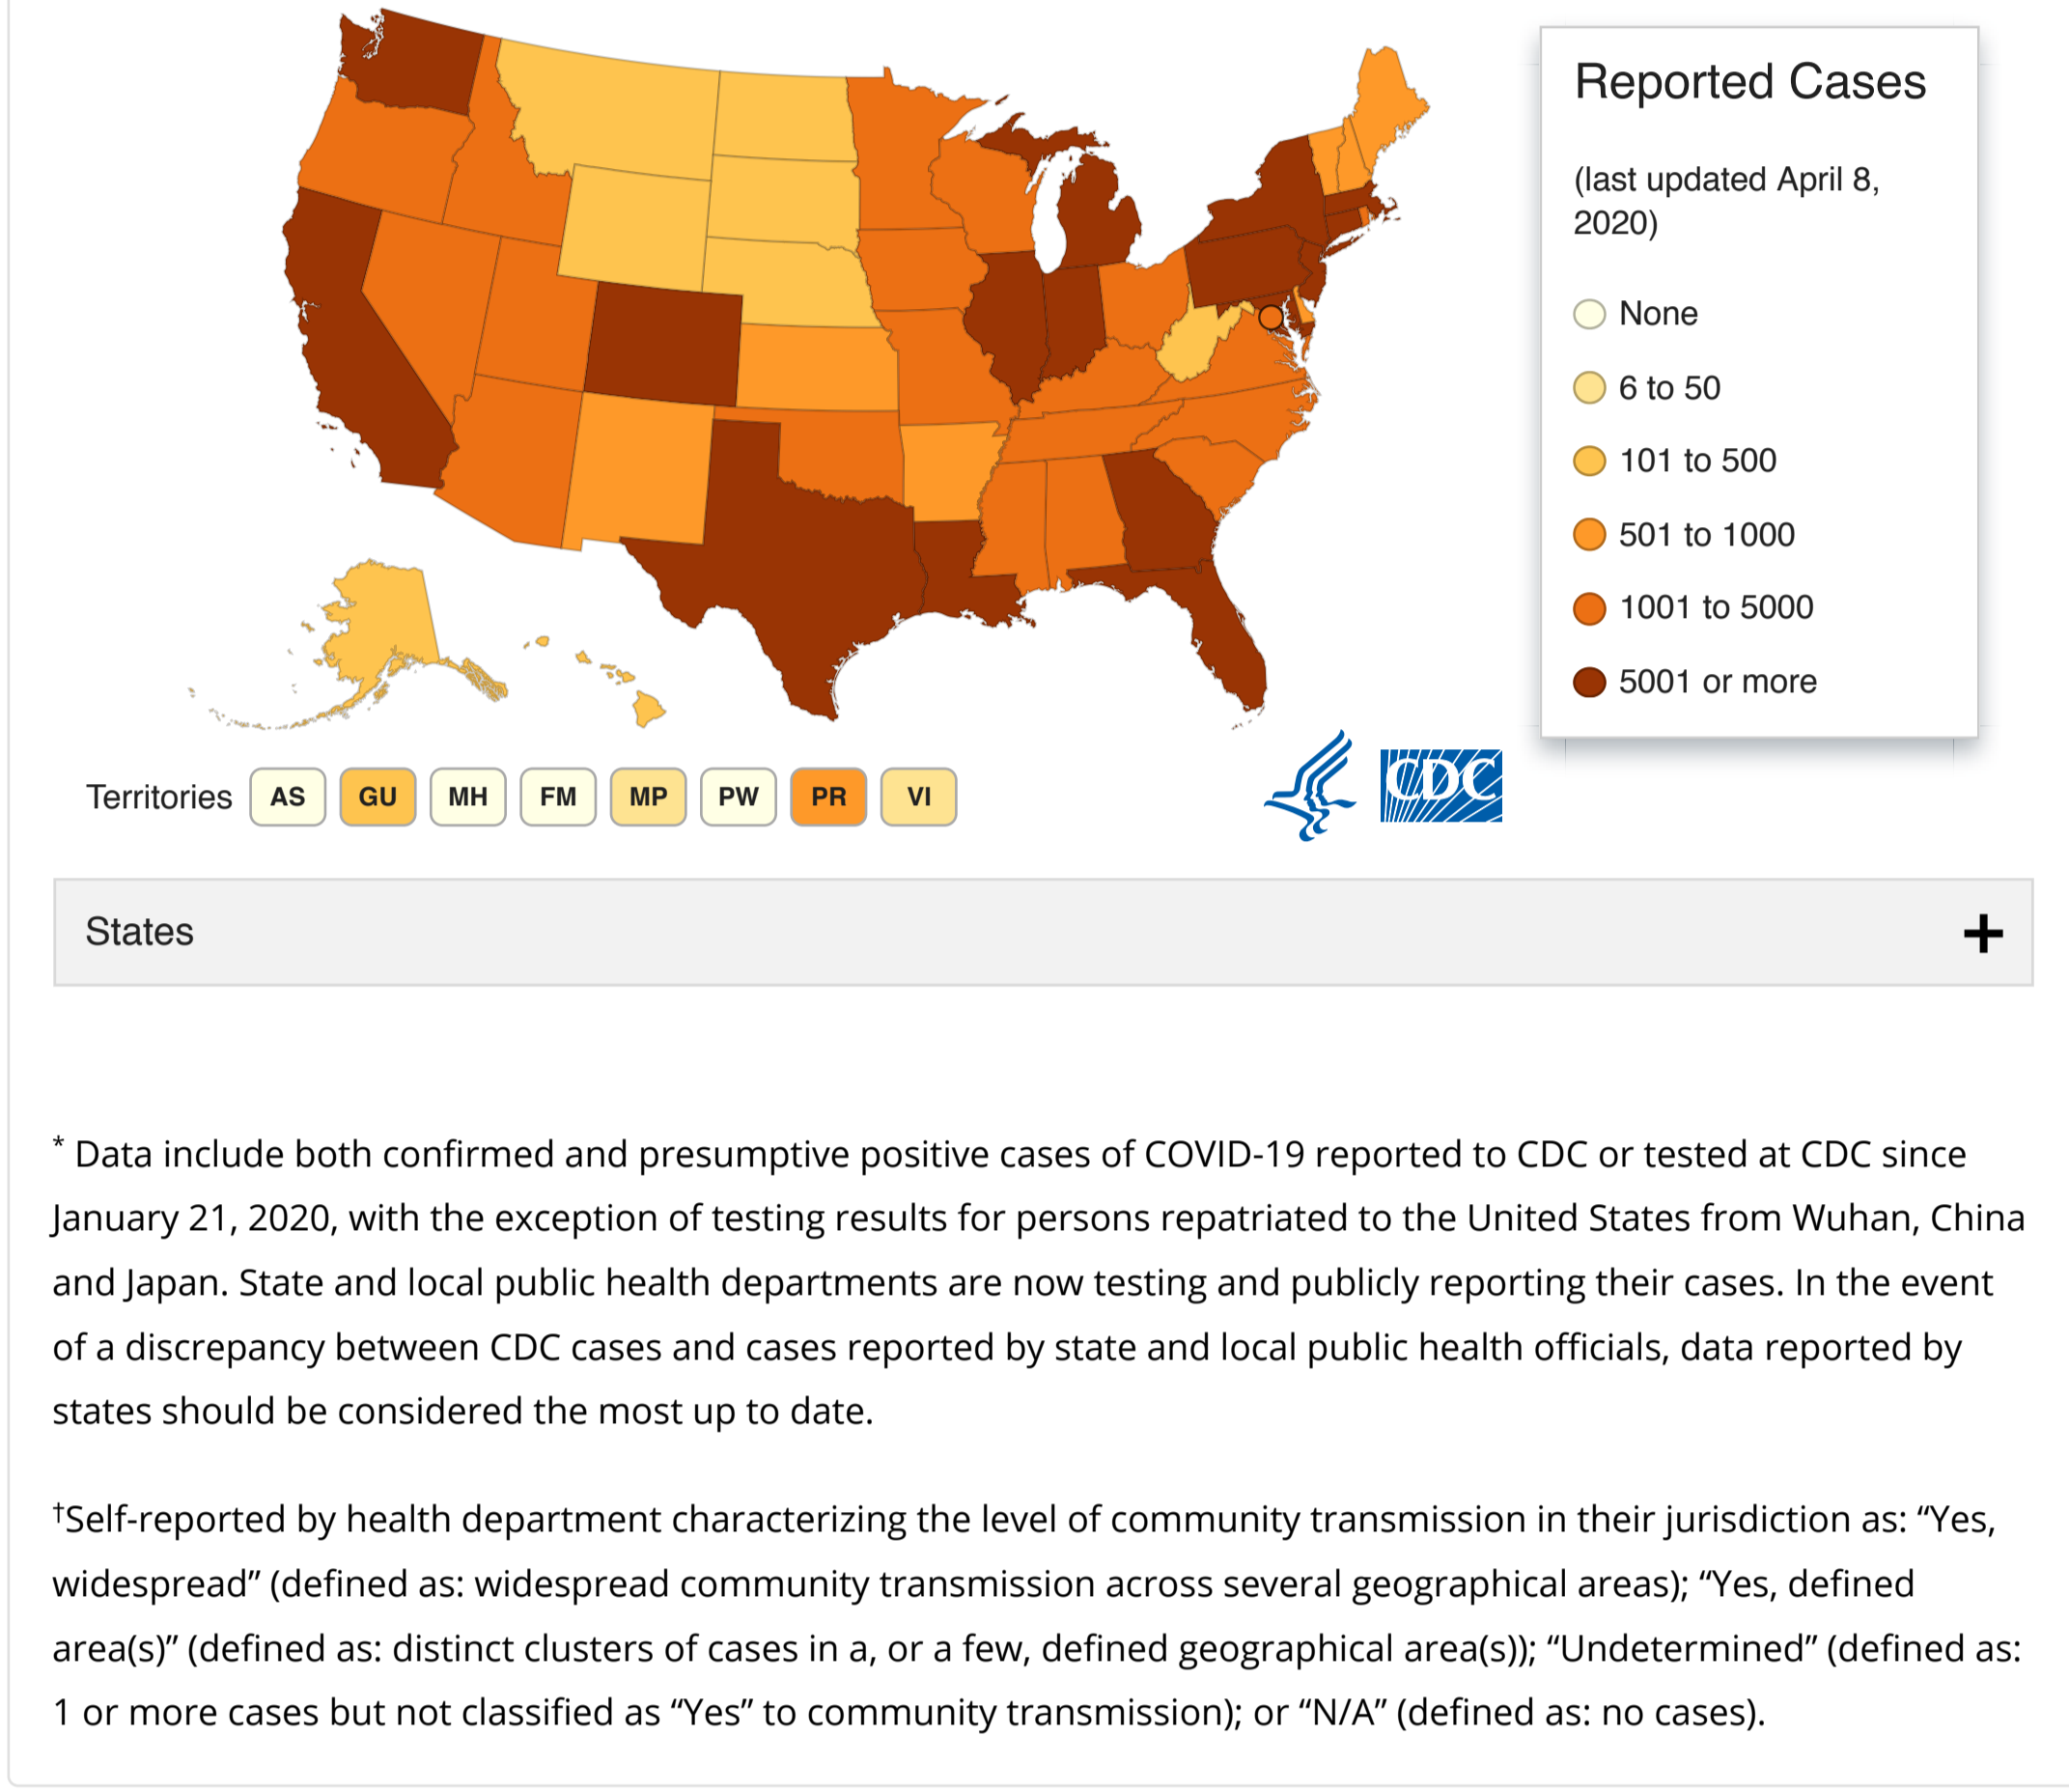 Reported Cases
(last updated April 8,
2020)
None
6 to 50
101 to 500
501 to 1000
1001 to 5000
5001 or more
Territories AS GU MH FM MP PW PR VI
CDC
States +
* Data include both confirmed and presumptive positive cases of COVID-19 reported to CDC or tested at CDC since
January 21, 2020, with the exception of testing results for persons repatriated to the United States from Wuhan, China
and Japan. State and local public health departments are now testing and publicly reporting their cases. In the event
of a discrepancy between CDC cases and cases reported by state and local public health officials, data reported by
states should be considered the most up to date.
†Self-reported by health department characterizing the level of community transmission in their jurisdiction as: “Yes,
widespread” (defined as: widespread community transmission across several geographical areas); “Yes, defined
area(s)” (defined as: distinct clusters of cases in a, or a few, defined geographical area(s)); “Undetermined” (defined as:
1 or more cases but not classified as “Yes” to community transmission); or “N/A” (defined as: no cases).